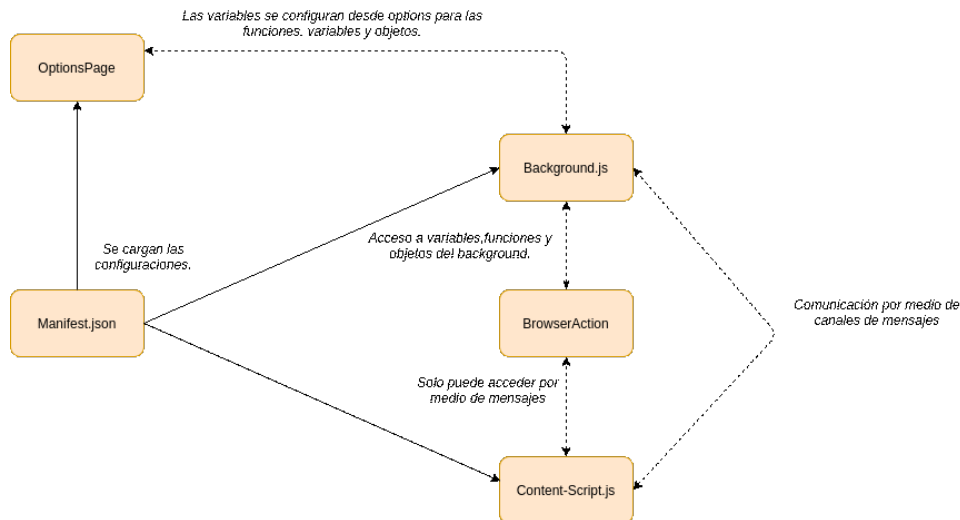 Las variables se configuran desde options para las
funciones. variables y objetos.
OptionsPage
Background.js
Acceso a variables,funciones y
objetos del background.
Se cargan las
configuraciones.
Manifest.json
BrowserAction
Comunicación por medio de
canales de mensajes
Solo puede acceder por
medio de mensajes
Content-Script.js